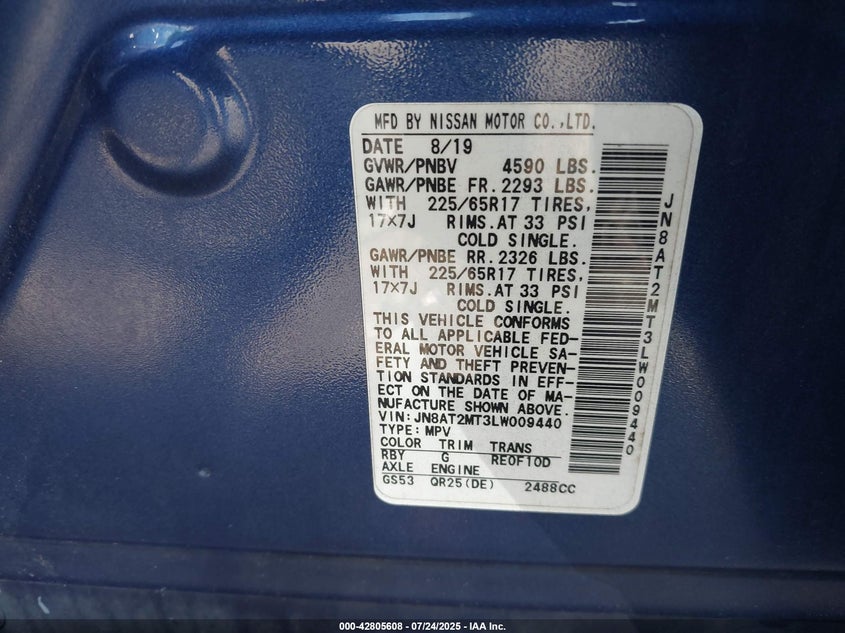 MFD BY NISSAN MOTOR CO.,LTD.
DATE 8/19
GVWR/PNBV 4590 LBS.
GAWR/PNBE FR. 2293 LBS.
WITH 225/65R17 TIRES,
17×7J RIMS.AT 33 PSI
COLD SINGLE.
GAWR/PNBE RR. 2326 LBS.
WITH 225/65R17 TIRES,
17×7J RIMS.AT 33 PSI
COLD SINGLE.
THIS VEHICLE CONFORMS
TO ALL APPLICABLE FED-
ERAL MOTOR VEHICLE SA-
FETY AND THEFT PREVEN-
TION STANDARDS IN EFF-
ECT ON THE DATE OF MA-
NUFACTURE SHOWN ABOVE.
VIN: JN8AT2MT3LW009440
TYPE: MPV
COLOR TRIM TRANS
RBY G RE0F10D
AXLE ENGINE
GS53 QR25(DE) 2488CC
JN8AT2MT3LW009440
000-42805608 - 07/24/2025 - IAA Inc.